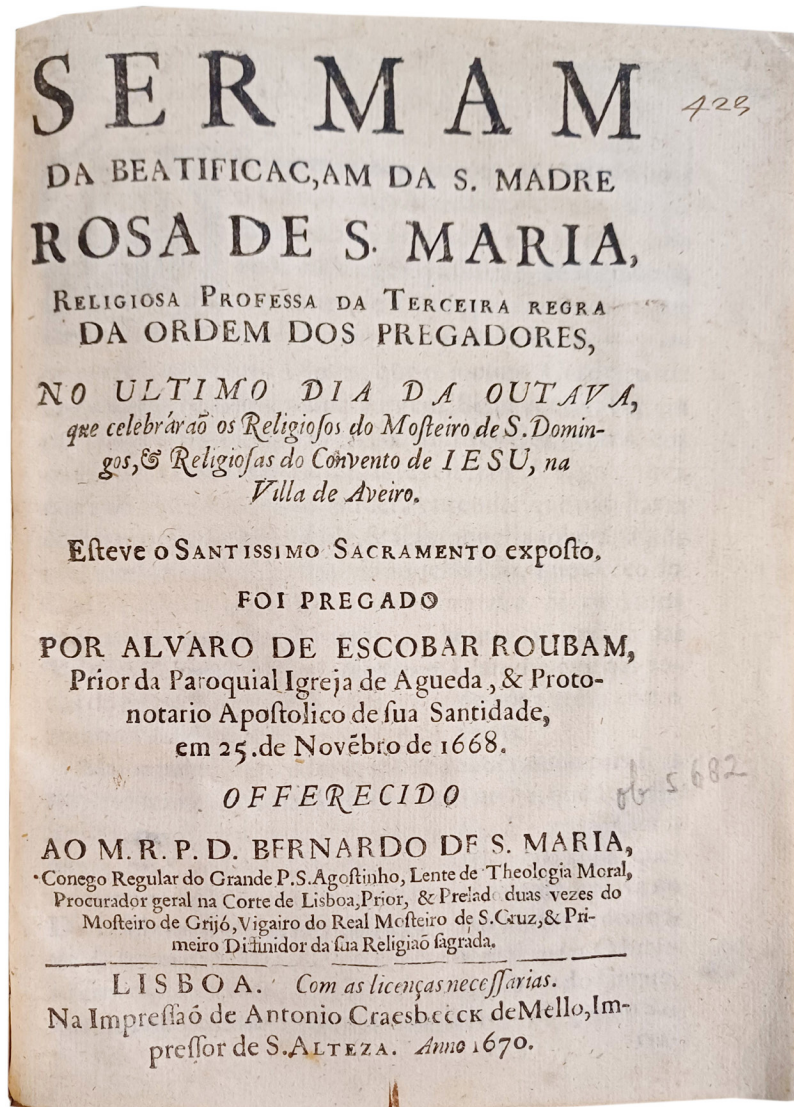 SERMAM
429
DA BEATIFICAC,AM DA S. MADRE
ROSA DE S. MARIA,
RELIGIOSA PROFESSA DA TERCEIRA REGRA
DA ORDEM DOS PREGADORES,
NO ULTIMO DIA DA OUTAVA,
que celebráraõ os Religioſos do Moſteiro de S. Domin-
gos,& Religioſas do Convento de IESU, na
Villa de Aveiro.
Eſteve o SANTISSIMO SACRAMENTO expoſto.
FOI PREGADO
POR ALVARO DE ESCOBAR ROUBAM,
Prior da Paroquial Igreja de Agueda, & Proto-
notario Apoſtolico de ſua Santidade,
em 25. de Novẽbro de 1668.
OFFERECIDO
AO M. R. P. D. BERNARDO DE S. MARIA,
Conego Regular do Grande P.S.Agoſtinho, Lente de Theologia Moral,
Procurador geral na Corte de Lisboa,Prior, & Prelado duas vezes do
Moſteiro de Grijó,Vigairo do Real Moſteiro de S.Cruz,& Pri-
meiro Difinidor da ſua Religiaõ ſagrada.
LISBOA. Com as licenças neceſſarias.
Na Impreſſaõ de Antonio Craesbeeck de Mello,Im-
preſſor de S.ALTEZA. Anno 1670.